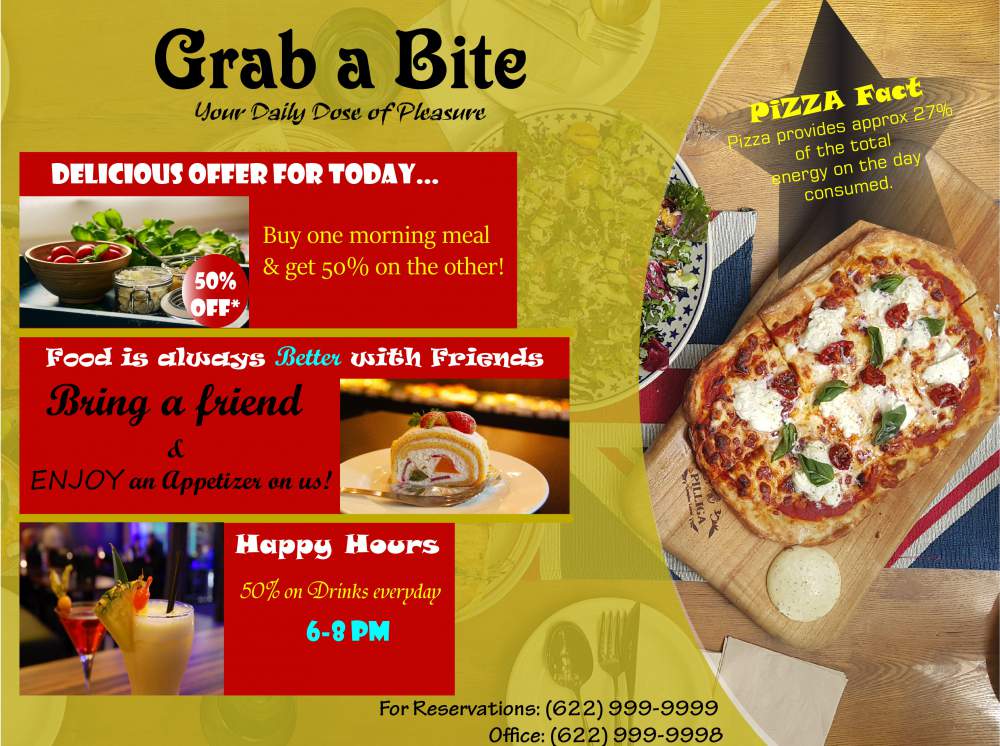 Grab a Bite
Your Daily Dose of Pleasure
PiZZA Fact
Pizza provides approx 27%
of the total
energy on the day
consumed.
DELICIOUS OFFER FOR TODAY...
Buy one morning meal
& get 50% on the other!
50%
OFF*
Food is always Better with Friends
Bring a friend
&
ENJOY an Appetizer on us!
Happy Hours
50% on Drinks everyday
6-8 PM
PILLIGA
For Reservations: (622) 999-9999
Office: (622) 999-9998